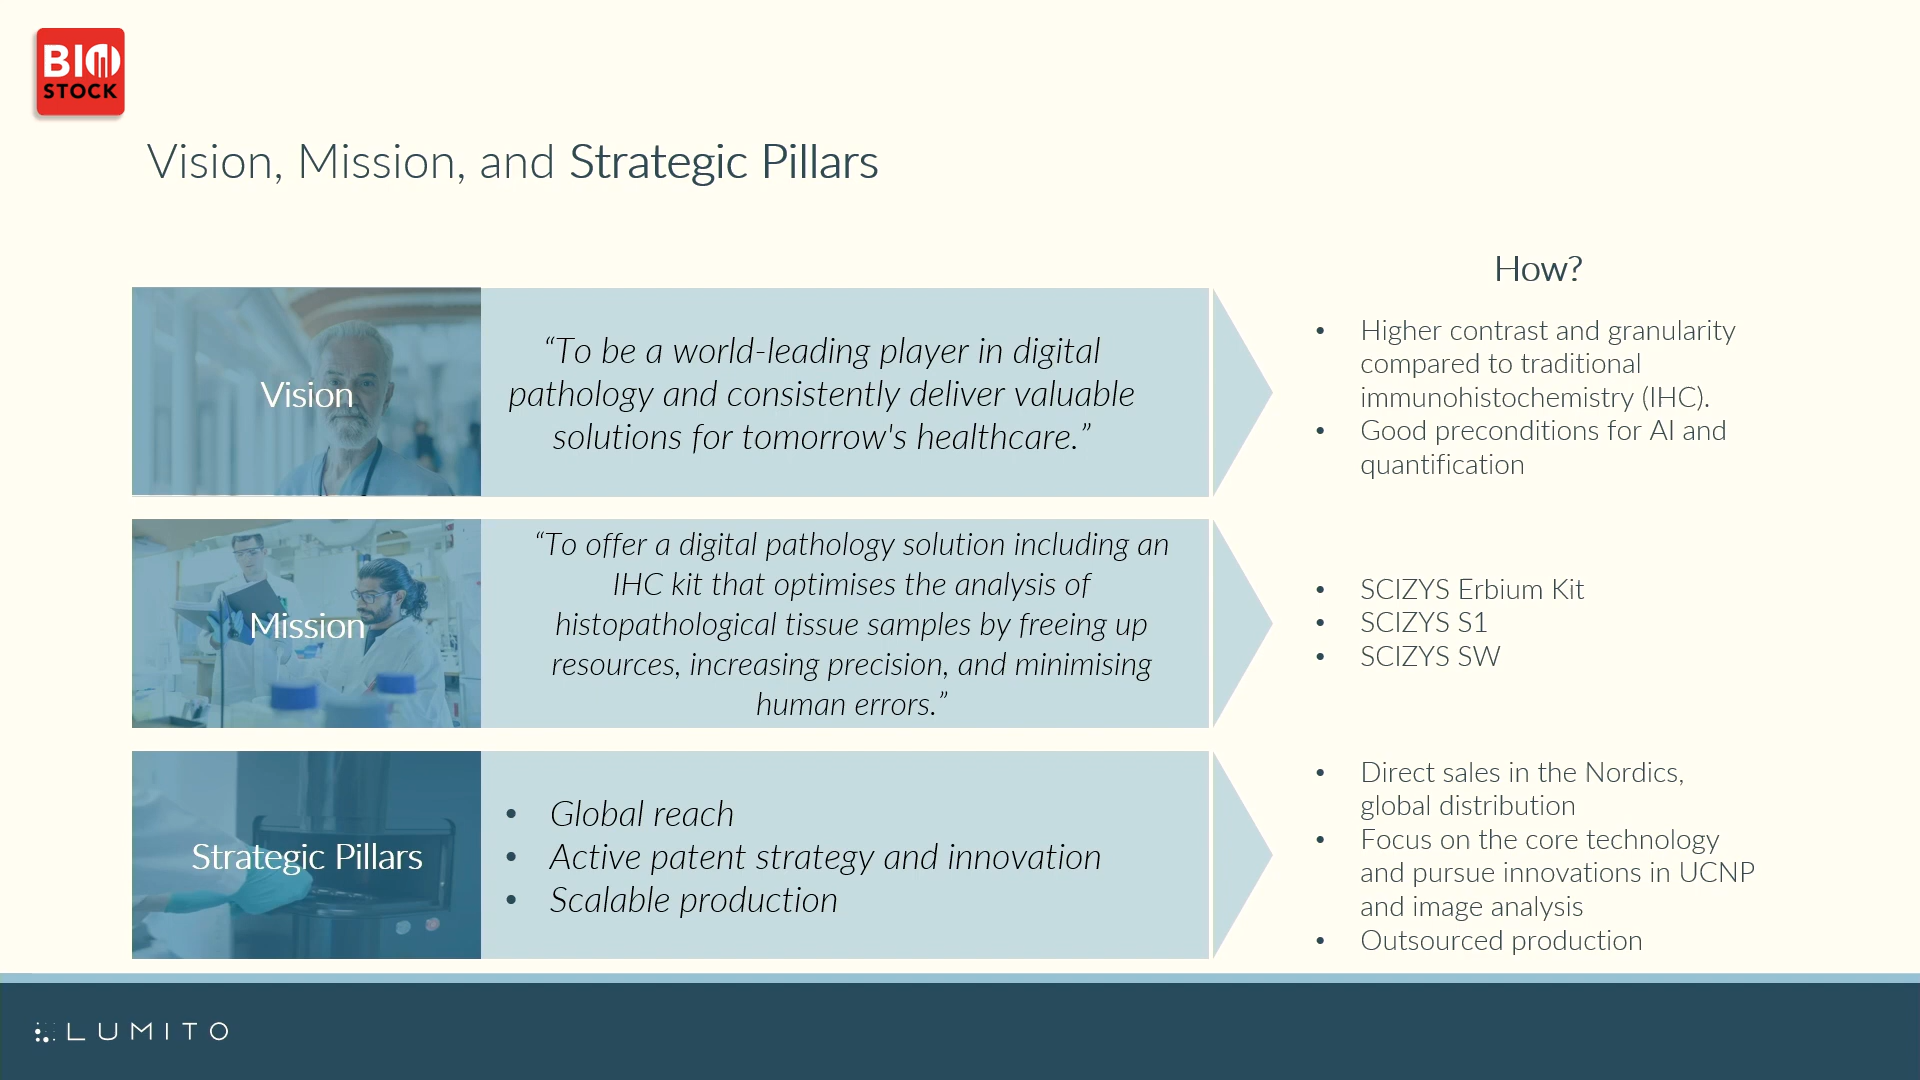 BIO
STOCK
Vision, Mission, and Strategic Pillars
How?
Vision
“To be a world-leading player in digital
pathology and consistently deliver valuable
solutions for tomorrow's healthcare.”
• Higher contrast and granularity
compared to traditional
immunohistochemistry (IHC).
• Good preconditions for AI and
quantification
Mission
“To offer a digital pathology solution including an
IHC kit that optimises the analysis of
histopathological tissue samples by freeing up
resources, increasing precision, and minimising
human errors.”
• SCIZYS Erbium Kit
• SCIZYS S1
• SCIZYS SW
Strategic Pillars
• Global reach
• Active patent strategy and innovation
• Scalable production
• Direct sales in the Nordics,
global distribution
• Focus on the core technology
and pursue innovations in UCNP
and image analysis
• Outsourced production
LUMITO